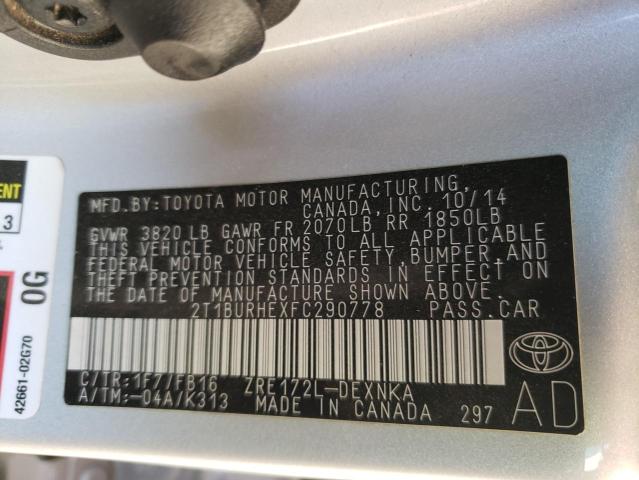 MFD.BY:TOYOTA MOTOR MANUFACTURING,
CANADA,INC. 10/14
GVWR 3820LB GAWR FR 2070LB RR 1850LB
THIS VEHICLE CONFORMS TO ALL APPLICABLE
FEDERAL MOTOR VEHICLE SAFETY,BUMPER,AND
THEFT PREVENTION STANDARDS IN EFFECT ON
THE DATE OF MANUFACTURE SHOWN ABOVE.
2T1BURHEXFC290778 PASS.CAR
C/TR:1F7/FB16 ZRE172L-DEXNKA
A/TM:-04A/K313 MADE IN CANADA 297
TOYOTA
AD
3
0G
42661-02G70